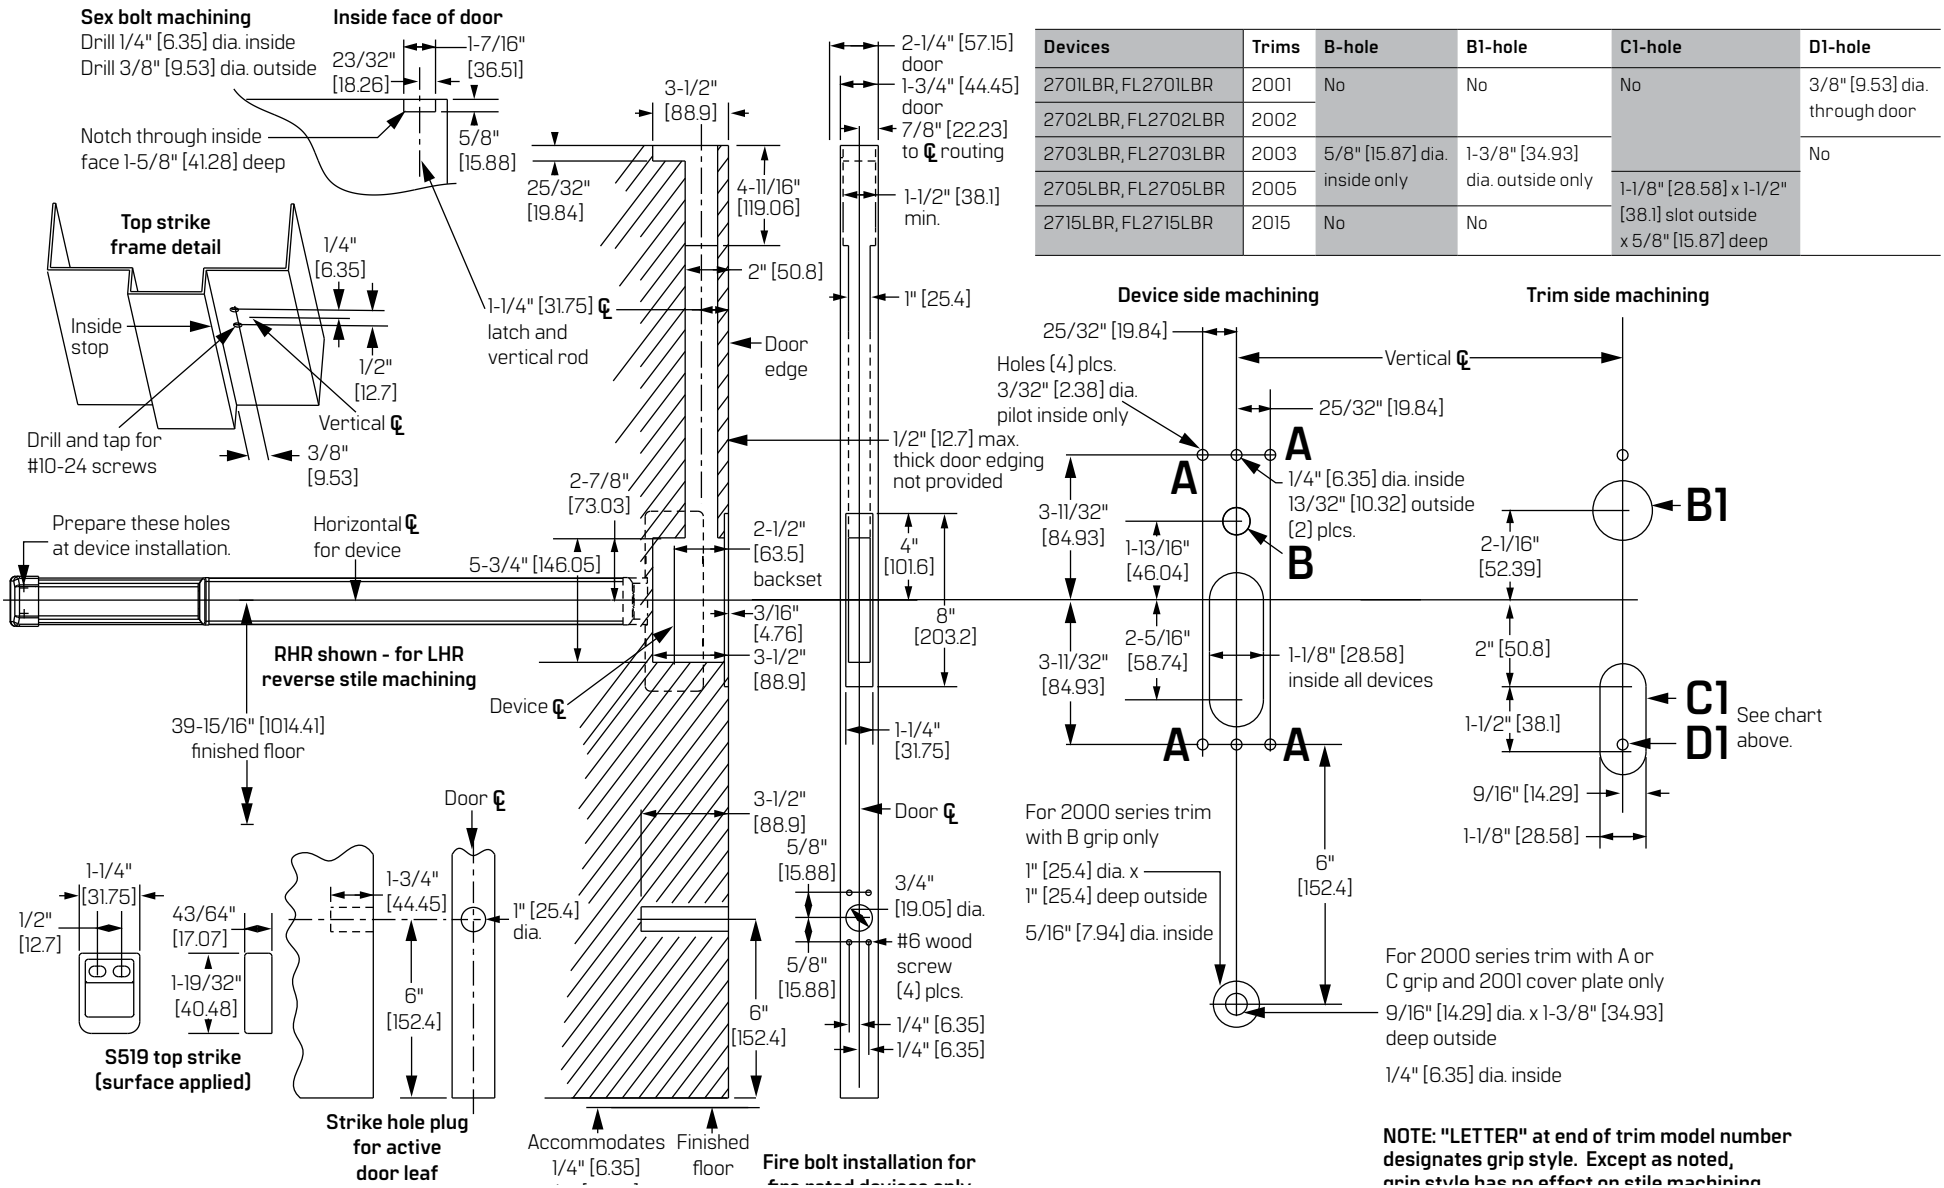 Sex bolt machining
Drill 1/4" [6.35] dia. inside
Drill 3/8" [9.53] dia. outside
Notch through inside
face 1-5/8" [41.28] deep
Inside face of door
23/32"
[18.26]
1-7/16"
[36.51]
5/8"
[15.88]
Top strike
frame detail
1/4"
[6.35]
Inside
stop
1/2"
[12.7]
Vertical ℄
Drill and tap for
#10-24 screws
3/8"
[9.53]
3-1/2"
[88.9]
25/32"
[19.84]
4-11/16"
[119.06]
2" [50.8]
1-1/4" [31.75] ℄
latch and
vertical rod
Door
edge
2-1/4" [57.15]
door
1-3/4" [44.45]
door
7/8" [22.23]
to ℄ routing
1-1/2" [38.1]
min.
1" [25.4]
1/2" [12.7] max.
thick door edging
not provided
Devices Trims B-hole B1-hole C1-hole D1-hole
2701LBR, FL2701LBR 2001 No No No 3/8" [9.53] dia.
through door
2702LBR, FL2702LBR 2002
2703LBR, FL2703LBR 2003 5/8" [15.87] dia. 1-3/8" [34.93] No
inside only dia. outside only
2705LBR, FL2705LBR 2005 1-1/8" [28.58] x 1-1/2"
[38.1] slot outside
x 5/8" [15.87] deep
2715LBR, FL2715LBR 2015 No No
Prepare these holes
at device installation.
Horizontal ℄
for device
2-7/8"
[73.03]
5-3/4" [146.05]
2-1/2"
[63.5]
backset
3/16"
[4.76]
3-1/2"
[88.9]
4"
[101.6]
8"
[203.2]
RHR shown - for LHR
reverse stile machining
Device ℄
39-15/16" [1014.41]
finished floor
1-1/4"
[31.75]
Device side machining
25/32" [19.84]
Holes (4) plcs.
3/32" [2.38] dia.
pilot inside only
Vertical ℄
25/32" [19.84]
A
A
1/4" [6.35] dia. inside
13/32" [10.32] outside
(2) plcs.
B
3-11/32"
[84.93]
1-13/16"
[46.04]
2-5/16"
[58.74]
3-11/32"
[84.93]
1-1/8" [28.58]
inside all devices
A
A
Trim side machining
B1
2-1/16"
[52.39]
2" [50.8]
1-1/2" [38.1]
C1
D1
See chart
above.
9/16" [14.29]
1-1/8" [28.58]
For 2000 series trim
with B grip only
1" [25.4] dia. x
1" [25.4] deep outside
5/16" [7.94] dia. inside
6"
[152.4]
For 2000 series trim with A or
C grip and 2001 cover plate only
9/16" [14.29] dia. x 1-3/8" [34.93]
deep outside
1/4" [6.35] dia. inside
1-1/4"
[31.75]
1/2"
[12.7]
43/64"
[17.07]
1-19/32"
[40.48]
S519 top strike
(surface applied)
Door ℄
1-3/4"
[44.45]
1" [25.4]
dia.
6"
[152.4]
Strike hole plug
for active
door leaf
3-1/2"
[88.9]
5/8"
[15.88]
5/8"
[15.88]
6"
[152.4]
Door ℄
3/4"
[19.05] dia.
#6 wood
screw
(4) plcs.
1/4" [6.35]
1/4" [6.35]
Accommodates
1/4" [6.35]
Finished
floor
Fire bolt installation for
fire rated devices only
NOTE: "LETTER" at end of trim model number
designates grip style. Except as noted,
grip style has no effect on stile machining